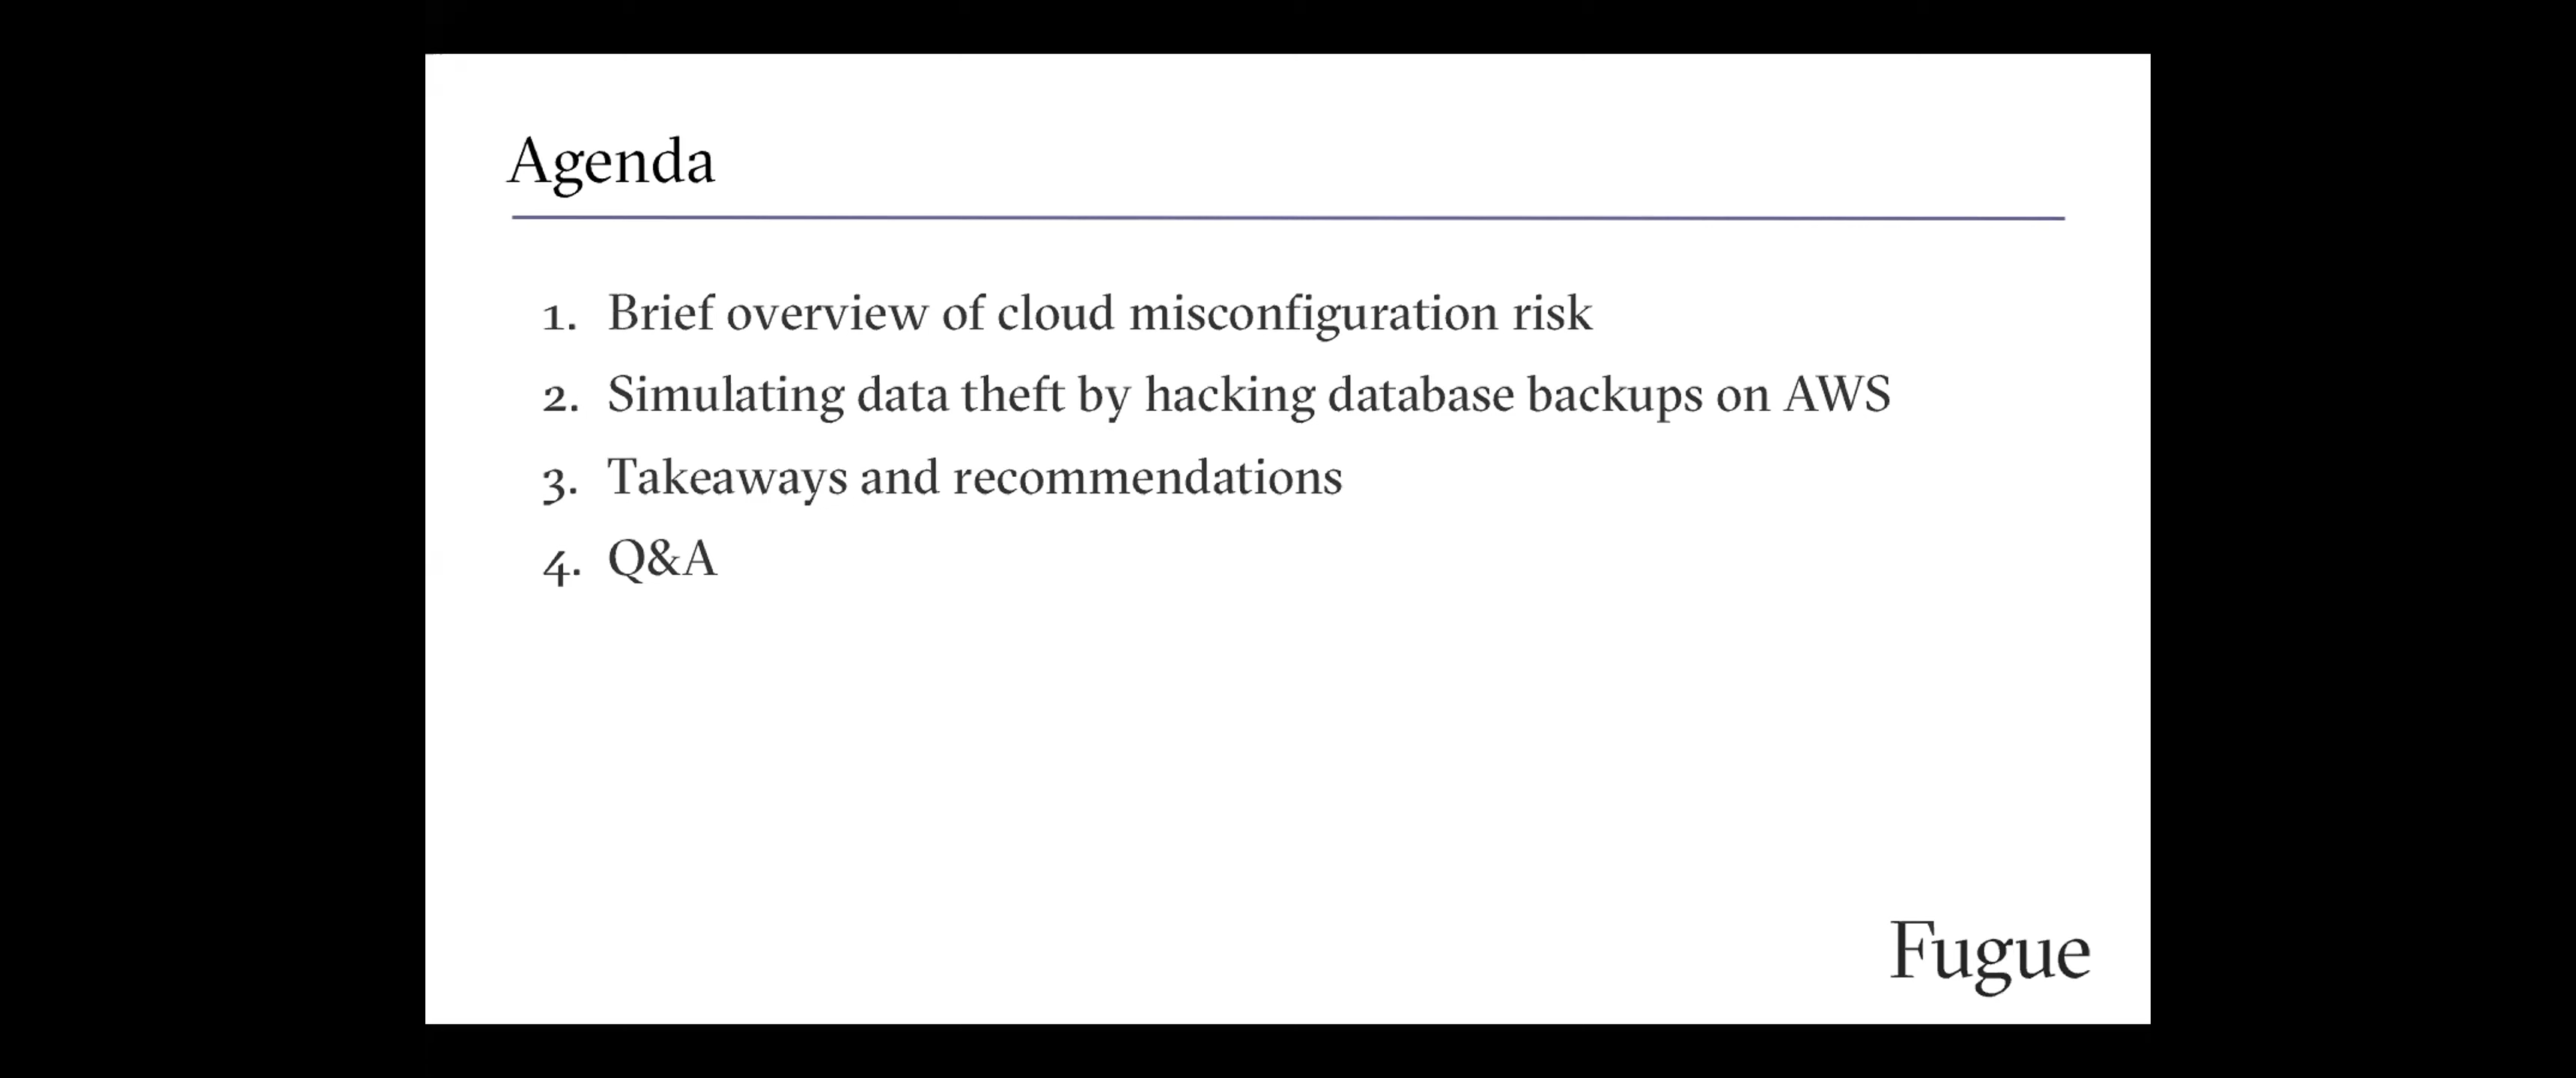 Agenda
1. Brief overview of cloud misconfiguration risk
2. Simulating data theft by hacking database backups on AWS
3. Takeaways and recommendations
4. Q&A
Fugue